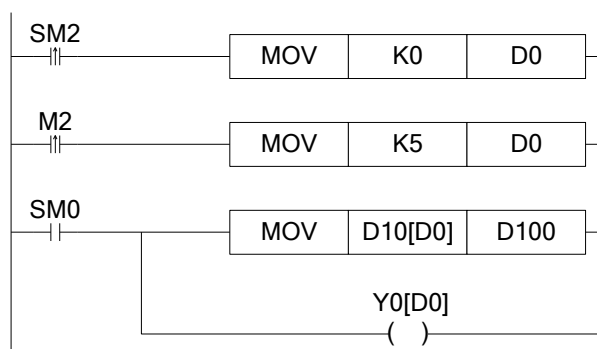 SM2
MOV K0 D0
M2
MOV K5 D0
SM0
MOV D10[D0] D100
Y0[D0]
( )